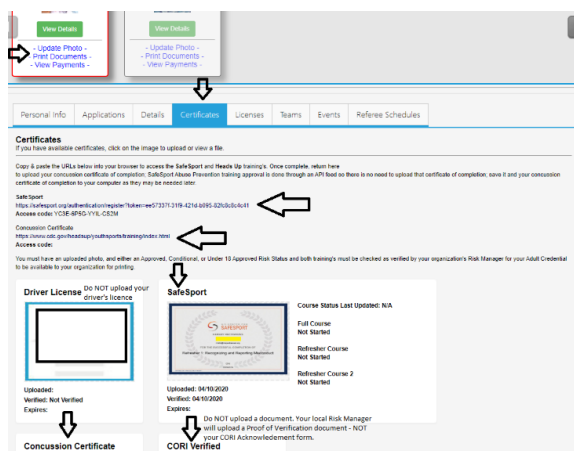 View Details
View Details
- Update Photo -
- Print Documents -
- View Payments -
- Update Photo -
- Print Documents -
- View Payments -
Personal Info Applications Details Certificates Licenses Teams Events Referee Schedules
Certificates
If you have available certificates, click on the image to upload or view a file.
Copy & paste the URLs below into your browser to access the SafeSport and Heads Up training's. Once complete, return here
to upload your concussion certificate of completion, SafeSport Abuse Prevention training approval is done through an API feed so there is no need to upload that certificate of completion; save it and your concussion
certificate of completion to your computer as they may be needed later.
SafeSport
Access code: YC3E-6P5G-YYIL-CS2M
Concussion Certificate
https://www.cdc.gov/headsup/youthsports/training/index.html
Access code:
You must have an uploaded photo, and either an Approved, Conditional, or Under 18 Approved Risk Status and both training's must be checked as verified by your organization's Risk Manager for your Adult Credential
to be available to your organization for printing
Driver License
Do NOT upload your
driver's licence
Uploaded:
Verified: Not Verified
Expires:
SafeSport
SAFESPORT
Uploaded: 04/10/2020
Verified: 04/10/2020
Expires:
Course Status Last Updated: N/A
Full Course
Not Started
Refresher Course
Not Started
Refresher Course 2
Not Started
Do NOT upload a document. Your local Risk Manager
will upload a Proof of Verification document - NOT
your CORI Acknowledement form.
Concussion Certificate
CORI Verified